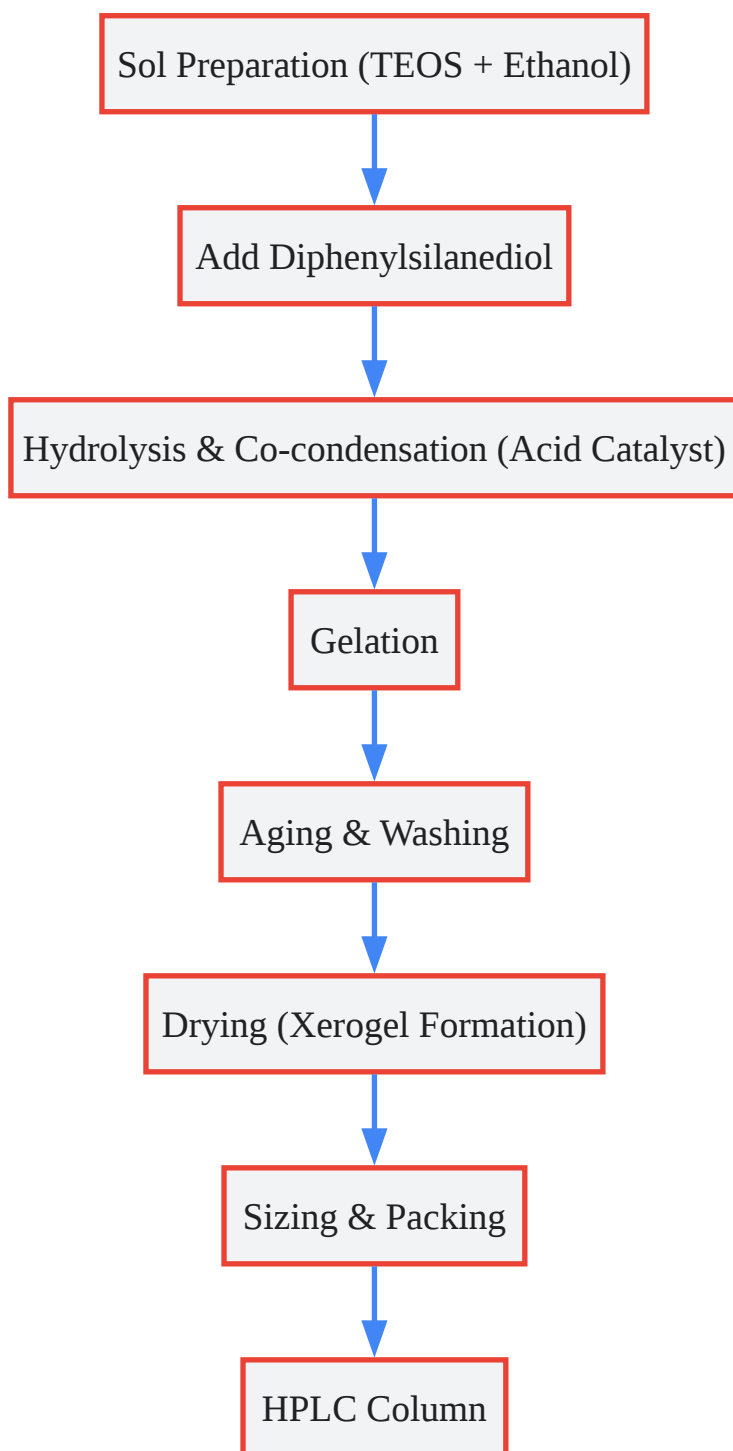 Sol Preparation (TEOS + Ethanol)
Add Diphenylsilanediol
Hydrolysis & Co-condensation (Acid Catalyst)
Gelation
Aging & Washing
Drying (Xerogel Formation)
Sizing & Packing
HPLC Column